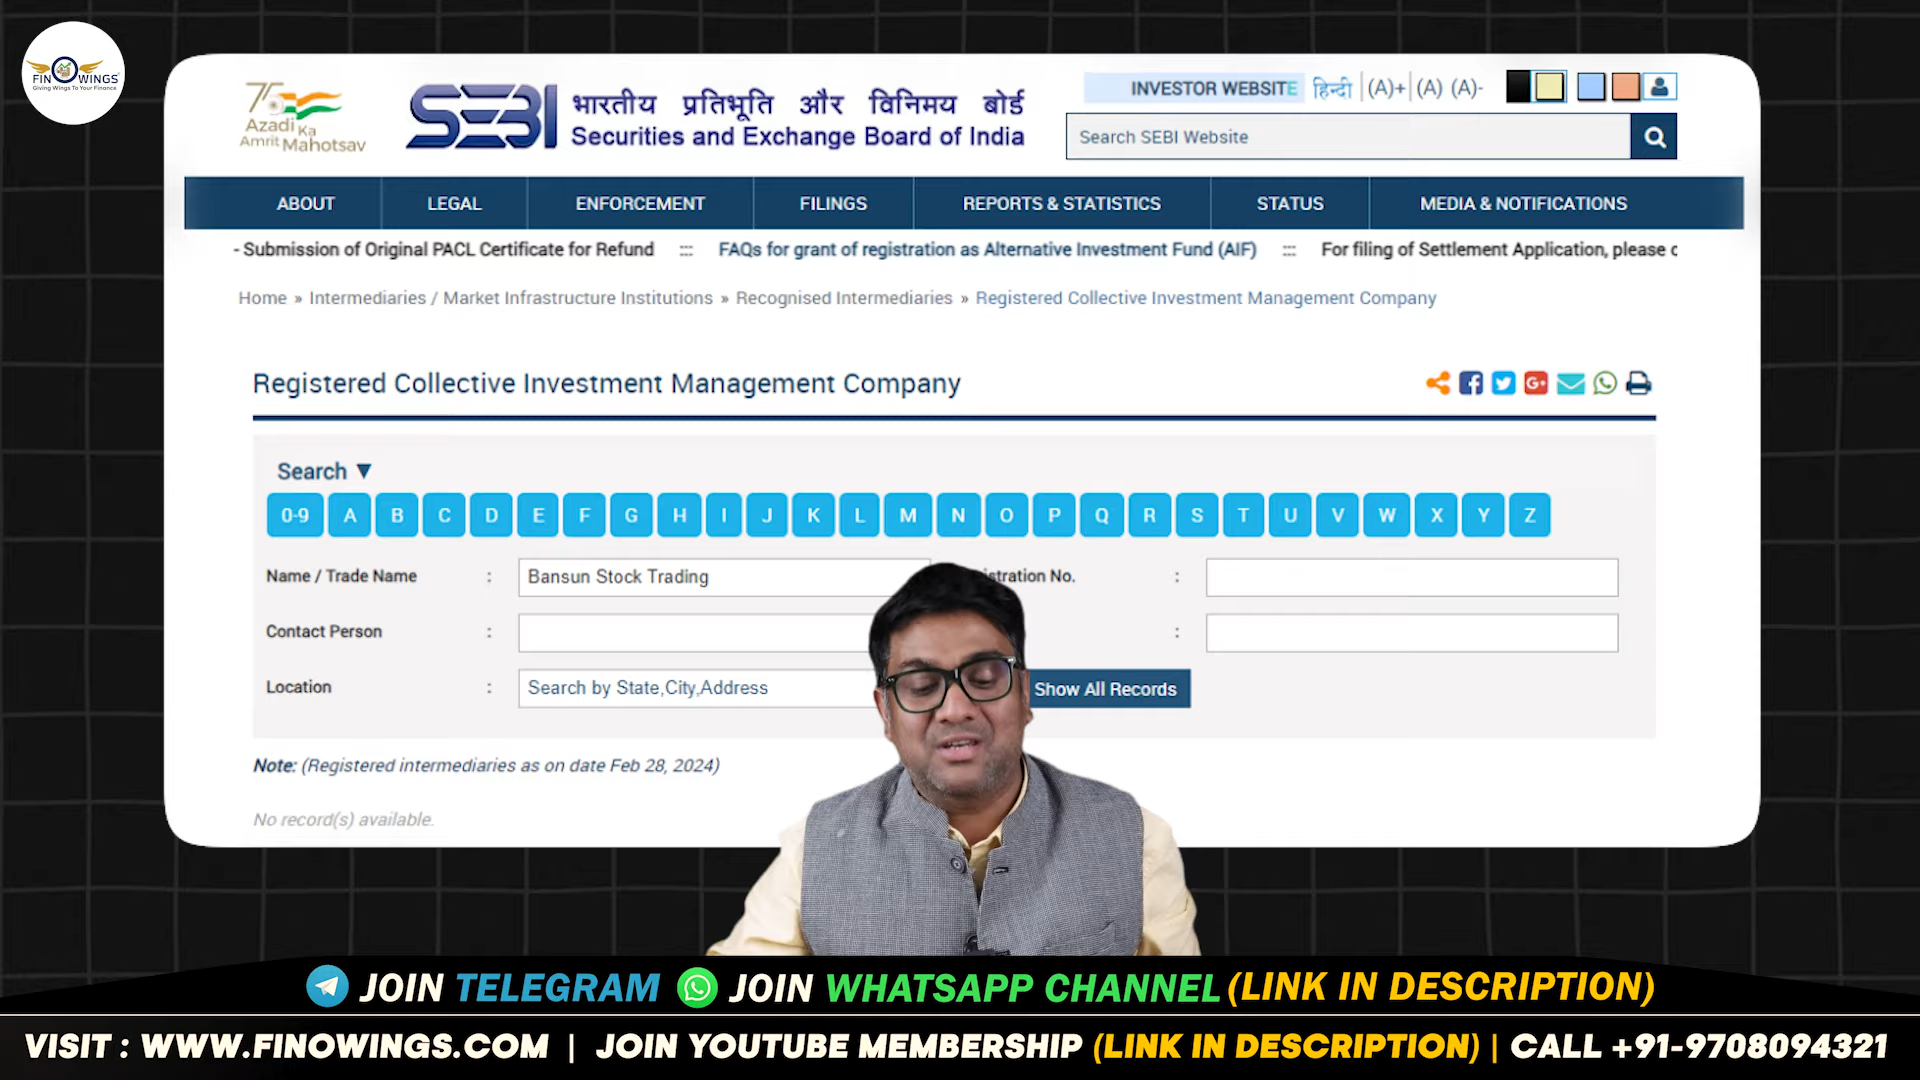 FINOWINGS
Giving Wings To Your Finance
75
Azadi Ka
Amrit Mahotsav
SEBI
भारतीय प्रतिभूति और विनिमय बोर्ड
Securities and Exchange Board of India
INVESTOR WEBSITE हिन्दी (A)+ (A) (A)-
Search SEBI Website
ABOUT LEGAL ENFORCEMENT FILINGS REPORTS & STATISTICS STATUS MEDIA & NOTIFICATIONS
- Submission of Original PACL Certificate for Refund ::: FAQs for grant of registration as Alternative Investment Fund (AIF) ::: For filing of Settlement Application, please c
Home » Intermediaries / Market Infrastructure Institutions » Recognised Intermediaries » Registered Collective Investment Management Company
Registered Collective Investment Management Company
G+
Search ▼
0-9 A B C D E F G H I J K L M N O P Q R S T U V W X Y Z
Name / Trade Name : Bansun Stock Trading istration No. :
Contact Person : :
Location : Search by State,City,Address Show All Records
Note: (Registered intermediaries as on date Feb 28, 2024)
No record(s) available.
JOIN TELEGRAM JOIN WHATSAPP CHANNEL (LINK IN DESCRIPTION)
VISIT : WWW.FINOWINGS.COM | JOIN YOUTUBE MEMBERSHIP (LINK IN DESCRIPTION) | CALL +91-9708094321